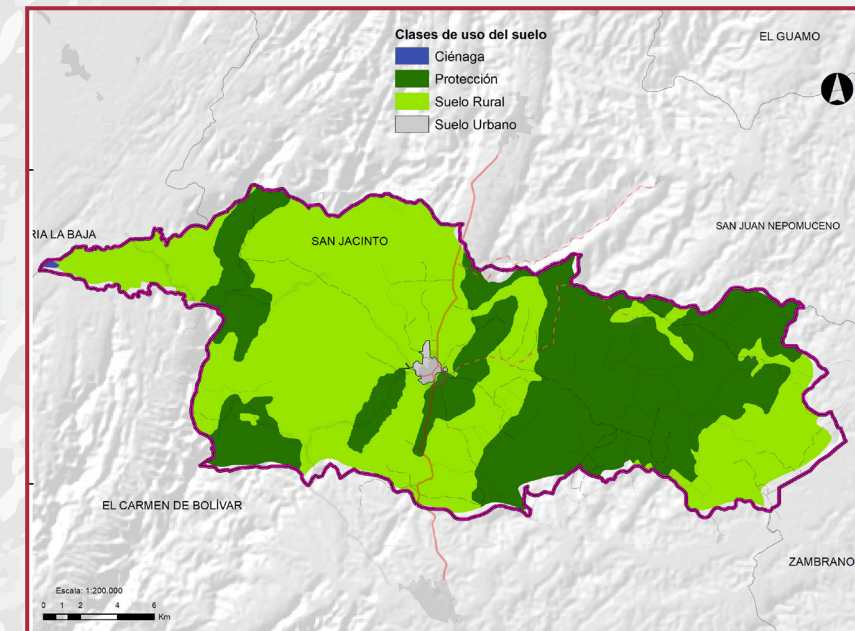 Clases de uso del suelo
Ciénaga
Protección
Suelo Rural
Suelo Urbano
EL GUAMO
SAN JUAN NEPOMUCENO
RIA LA BAJA
SAN JACINTO
EL CARMEN DE BOLÍVAR
ZAMBRANO
Escala: 1:200.000
0 1 2 4 6
Km